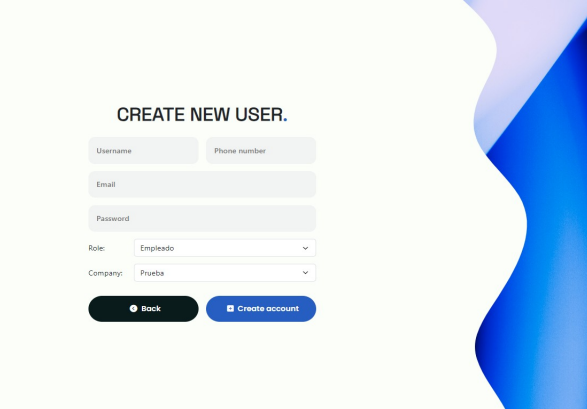 CREATE NEW USER.
Username Phone number
Email
Password
Role: Empleado
Company: Prueba
Back Create account